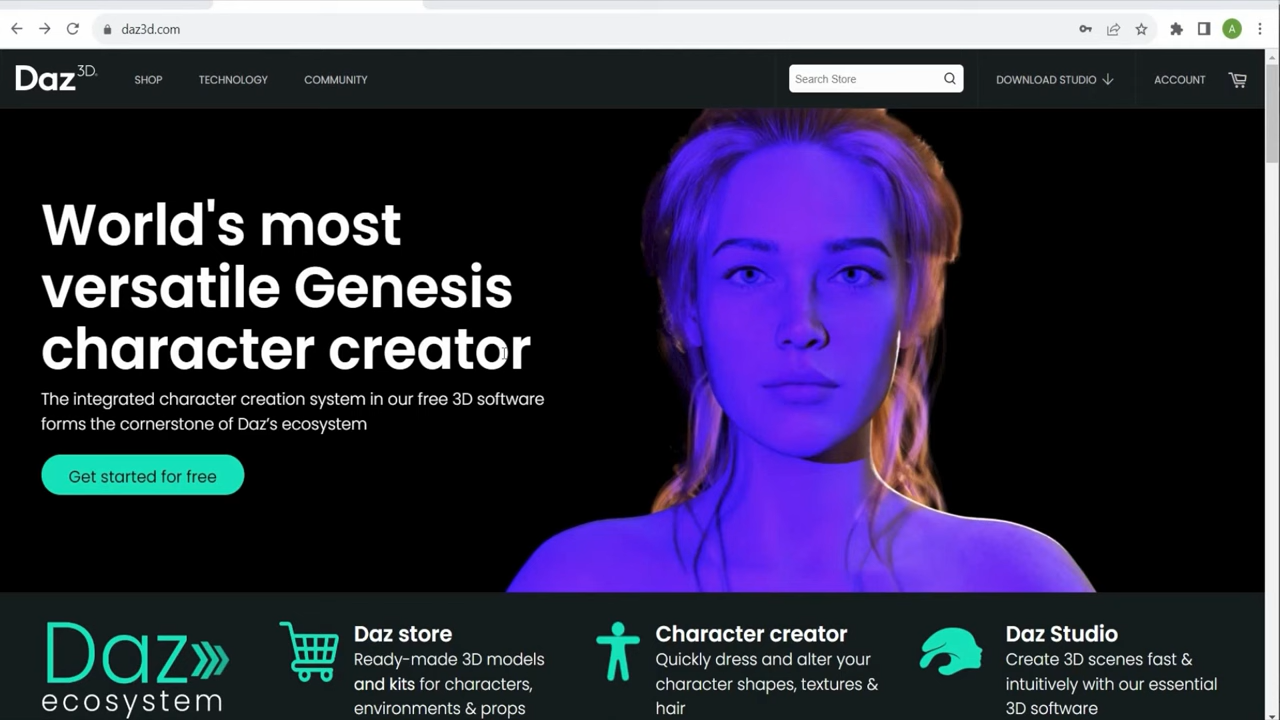 daz3d.com
A
Daz 3D
SHOP
TECHNOLOGY
COMMUNITY
Search Store
DOWNLOAD STUDIO
ACCOUNT
World's most
versatile Genesis
character creator
The integrated character creation system in our free 3D software
forms the cornerstone of Daz's ecosystem
Get started for free
Daz
ecosystem
Daz store
Ready-made 3D models
and kits for characters,
environments & props
Character creator
Quickly dress and alter your
character shapes, textures &
hair
Daz Studio
Create 3D scenes fast &
intuitively with our essential
3D software